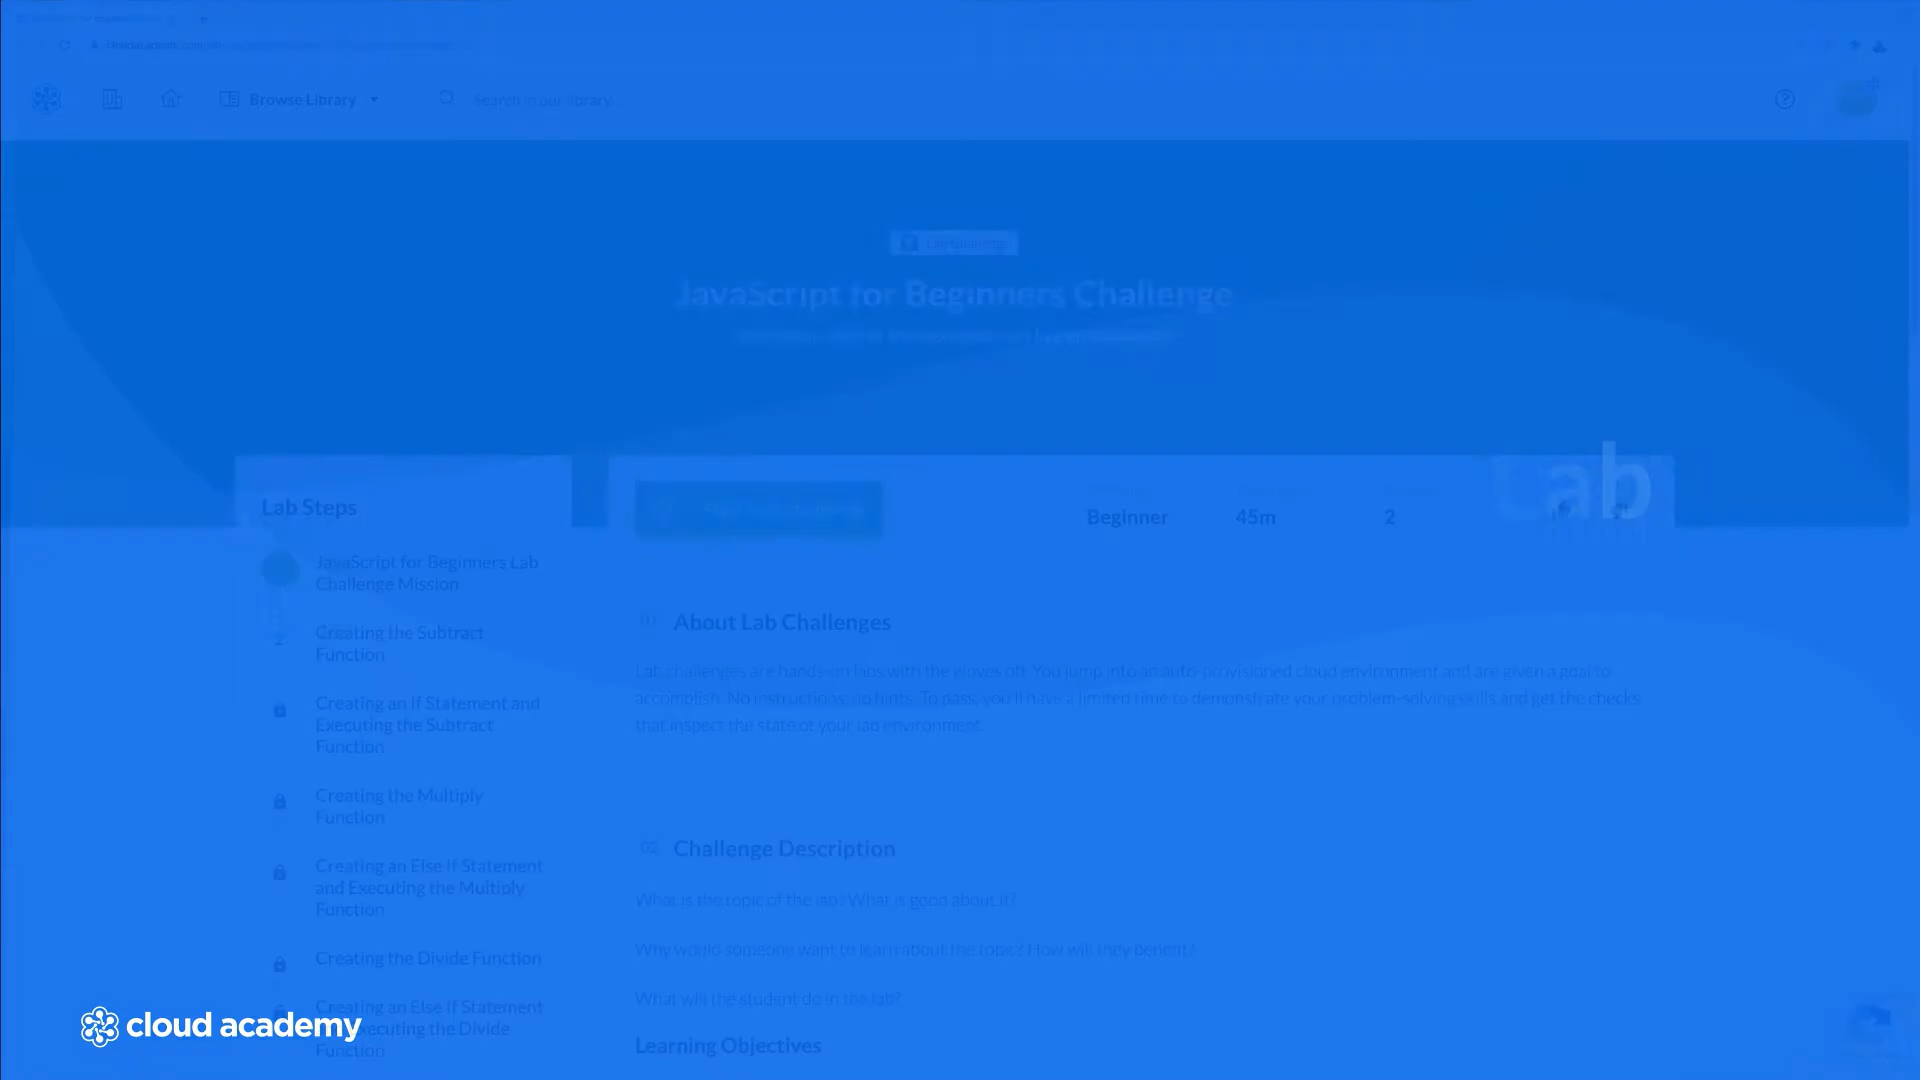 Browse Library
Search in our library...
JavaScript for Beginners Challenge
Lab
Lab Steps
Beginner
45m
2
JavaScript for Beginners Lab
Challenge Mission
2
Creating the Subtract
Function
Creating an If Statement and
Executing the Subtract
Function
Creating the Multiply
Function
Creating an Else If Statement
and Executing the Multiply
Function
Creating the Divide Function
Creating an Else If Statement
Executing the Divide
Function
01 About Lab Challenges
Lab challenges are hands-on labs with the gloves off. You jump into an auto-provisioned cloud environment and are given a goal to
accomplish. No instructions, no hints. To pass, you'll have a limited time to demonstrate your problem-solving skills and get the checks
that inspect the state of your lab environment.
02 Challenge Description
What is the topic of the lab? What is good about it?
Why would someone want to learn about the topic? How will they benefit?
What will the student do in the lab?
Learning Objectives
cloud academy